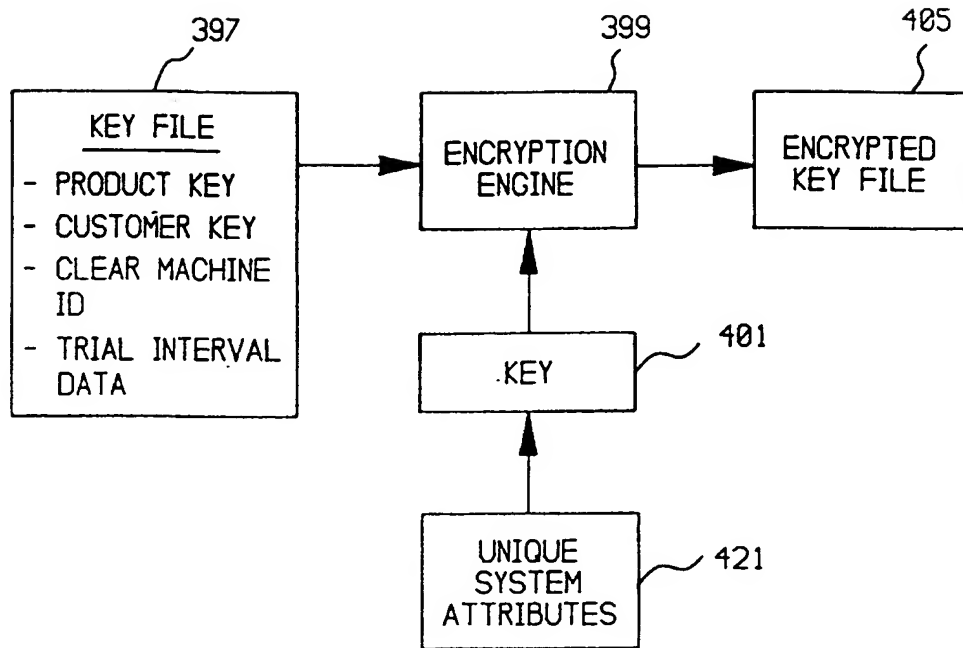 397
399
405
KEY FILE
- PRODUCT KEY
- CUSTOMER KEY
- CLEAR MACHINE
ID
- TRIAL INTERVAL
DATA
ENCRYPTION
ENGINE
ENCRYPTED
KEY FILE
KEY
401
UNIQUE
SYSTEM
ATTRIBUTES
421